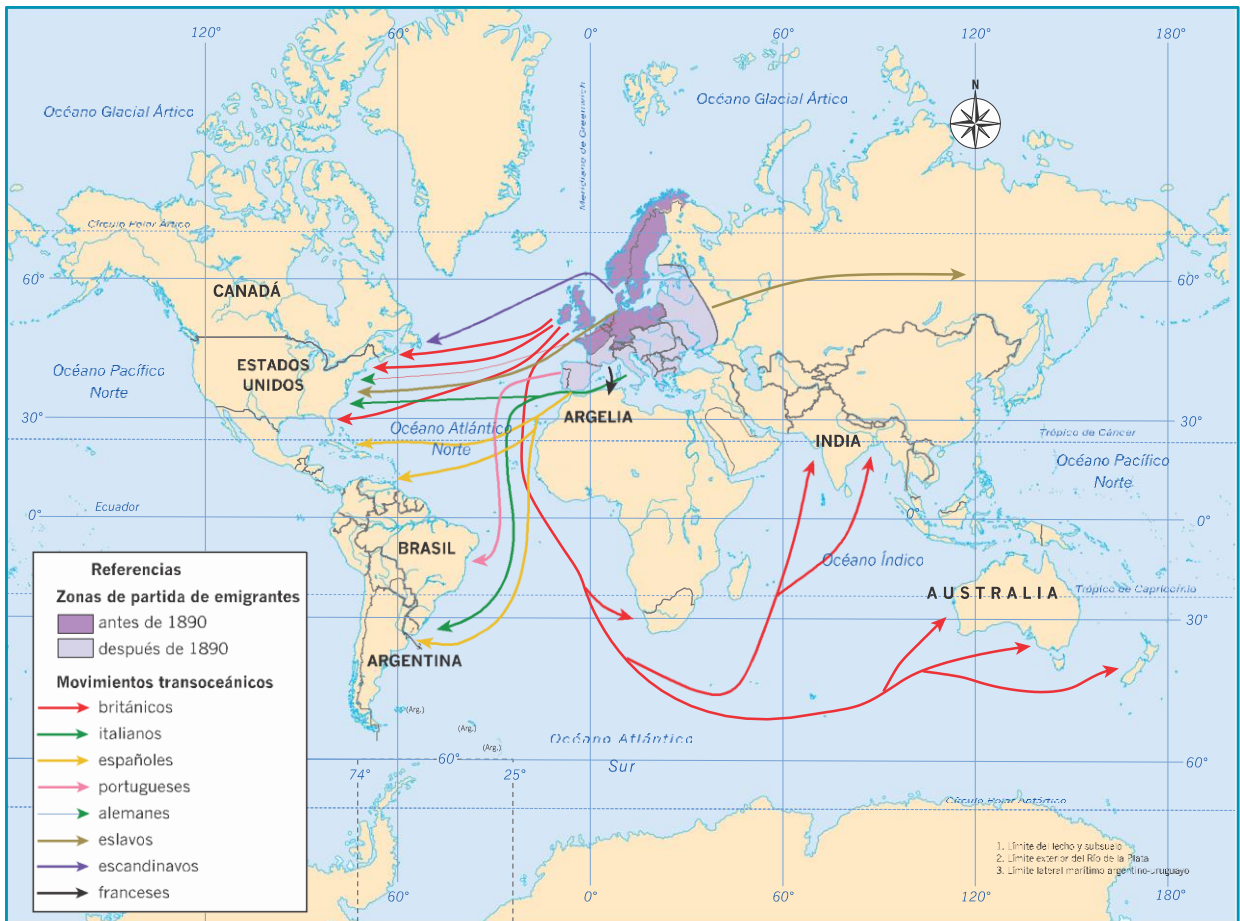 120°
60°
0°
60°
120°
180°
N
Océano Glacial Ártico
Océano Glacial Ártico
Meridiano de Greenwich
Círculo Polar Ártico
60°
60°
CANADÁ
ESTADOS
UNIDOS
Océano Pacífico
Norte
30°
30°
Océano Atlántico
Norte
ARGELIA
INDIA
Trópico de Cáncer
Océano Pacífico
Norte
Ecuador
0°
0°
0°
BRASIL
Océano Índico
AUSTRALIA
Trópico de Capricornio
30°
30°
ARGENTINA
(Arg.)
(Arg.)
(Arg.)
Océano Atlántico
Sur
60°
60°
74°
25°
Círculo Polar Antártico
Referencias
Zonas de partida de emigrantes
antes de 1890
después de 1890
Movimientos transoceánicos
británicos
italianos
españoles
portugueses
alemanes
eslavos
escandinavos
franceses
1. Límite del lecho y subsuelo
2. Límite exterior del Río de la Plata
3. Límite lateral marítimo argentino-uruguayo
60°
0°
60°
120°
180°